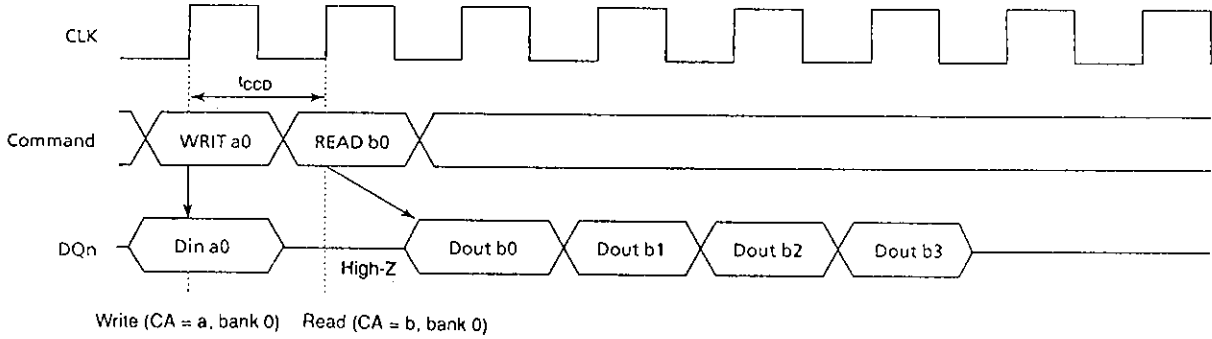 CLK
tCCD
Command WRIT a0 READ b0
DQn Din a0 High-Z Dout b0 Dout b1 Dout b2 Dout b3
Write (CA = a, bank 0) Read (CA = b, bank 0)